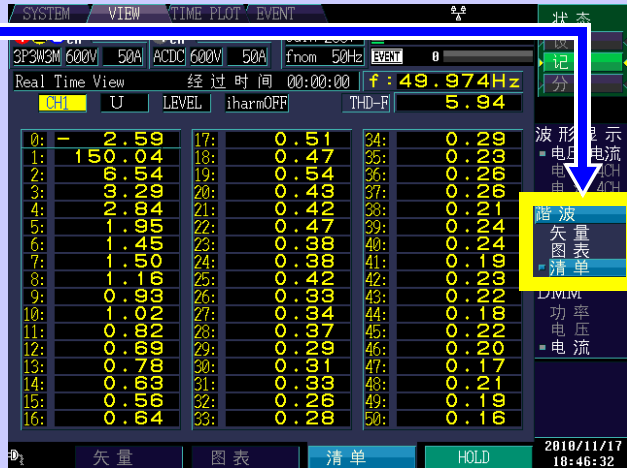 SYSTEM VIEW TIME PLOT EVENT
状态
3P3W3M 600V 50A ACDC 600V 50A fnom 50Hz EVENT 0
记
分
Real Time View 经过时间 00:00:00 f:49.974Hz
CH1 U LEVEL iharmOFF THD-F 5.94
0: - 2.59 17: 0.51 34: 0.29
1: 150.04 18: 0.47 35: 0.23
2: 6.54 19: 0.54 36: 0.26
3: 3.29 20: 0.43 37: 0.26
4: 2.84 21: 0.42 38: 0.21
5: 1.95 22: 0.47 39: 0.24
6: 1.45 23: 0.38 40: 0.24
7: 1.50 24: 0.38 41: 0.19
8: 1.16 25: 0.42 42: 0.23
9: 0.93 26: 0.33 43: 0.22
10: 1.02 27: 0.34 44: 0.18
11: 0.82 28: 0.37 45: 0.22
12: 0.69 29: 0.29 46: 0.20
13: 0.78 30: 0.31 47: 0.17
14: 0.63 31: 0.33 48: 0.21
15: 0.56 32: 0.26 49: 0.19
16: 0.64 33: 0.28 50: 0.16
波形显示
谐波
矢量
图表
清单
DMM
功率
电压
电流
矢量 图表 清单 HOLD
2010/11/17
18:46:32